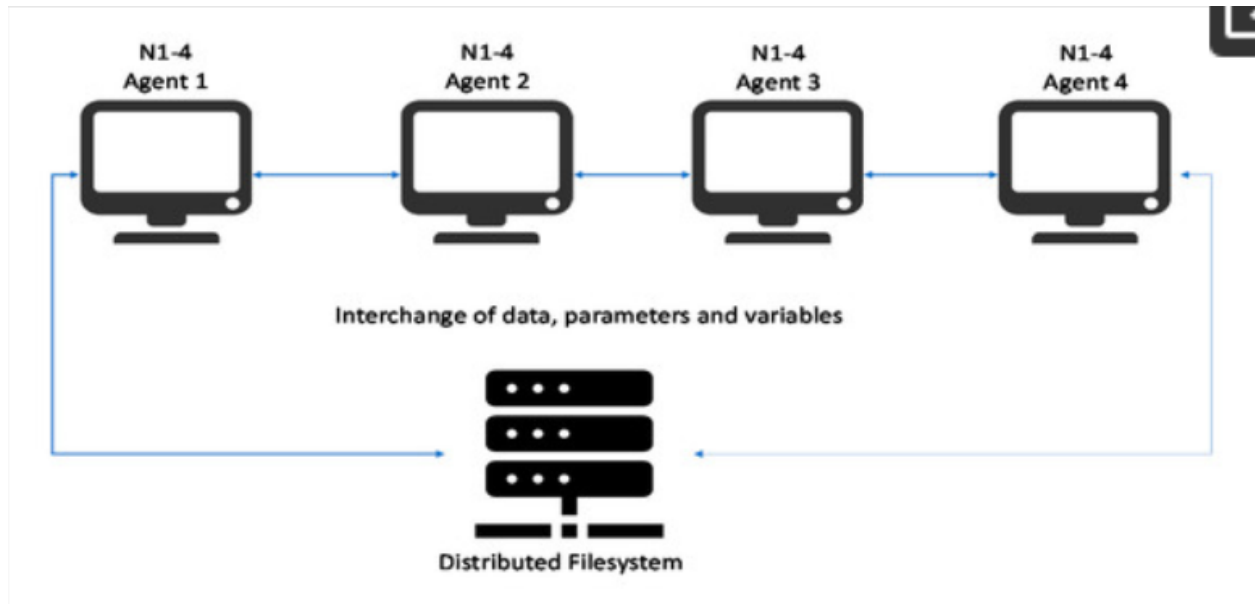 N1-4
Agent 1
N1-4
Agent 2
N1-4
Agent 3
N1-4
Agent 4
Interchange of data, parameters and variables
Distributed Filesystem